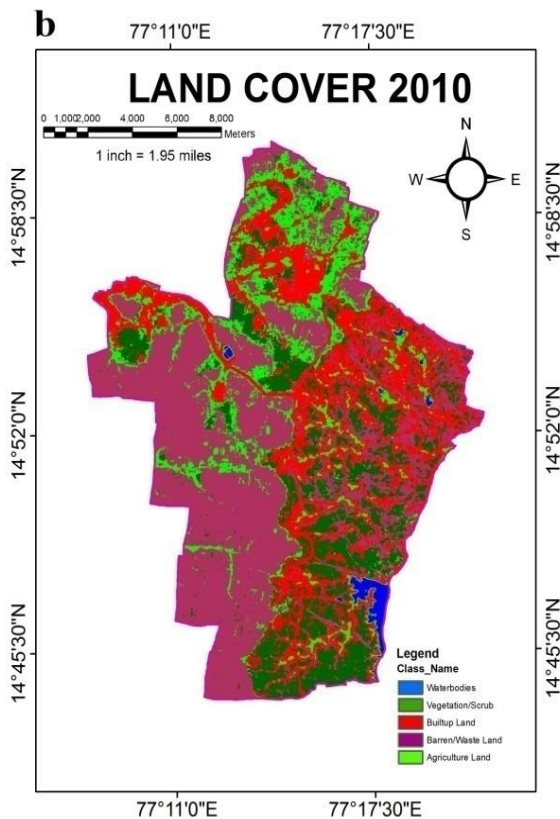 b
77°11'0"E 77°17'30"E
LAND COVER 2010
0 1,000 2,000 4,000 6,000 8,000
Meters
1 inch = 1.95 miles
N
W E
S
14°58'30"N 14°58'30"N
14°52'0"N 14°52'0"N
14°45'30"N 14°45'30"N
Legend
Class_Name
Waterbodies
Vegetation/Scrub
Builtup Land
Barren/Waste Land
Agriculture Land
77°11'0"E 77°17'30"E